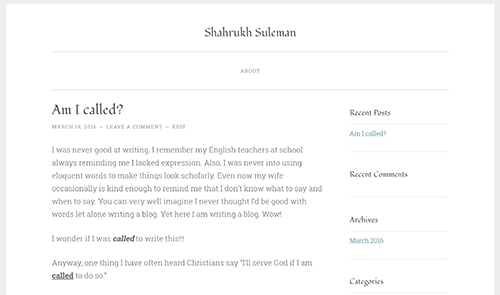 Shahrukh Suleman
ABOUT
Am I called?
MARCH 18, 2016 ~ LEAVE A COMMENT ~ EDIT
I was never good at writing. I remember my English teachers at school
always reminding me I lacked expression. Also, I was never into using
eloquent words to make things look scholarly. Even now my wife
occasionally is kind enough to remind me that I don't know what to say and
when to say. You can very well imagine I never thought I'd be good with
words let alone writing a blog. Yet here I am writing a blog. Wow!
I wonder if I was called to write this!!!
Anyway, one thing I have often heard Christians say "I'll serve God if I am
called to do so."
Recent Posts
Am I called?
Recent Comments
Archives
March 2016
Categories